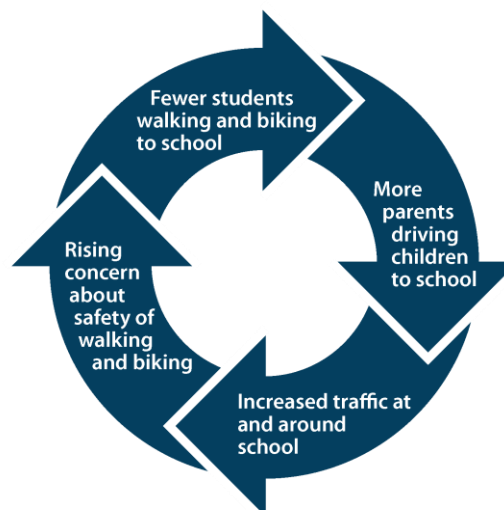 Fewer students
walking and biking
to school
More
parents
driving
children
to school
Increased traffic at
and around
school
Rising
concern
about
safety of
walking
and biking